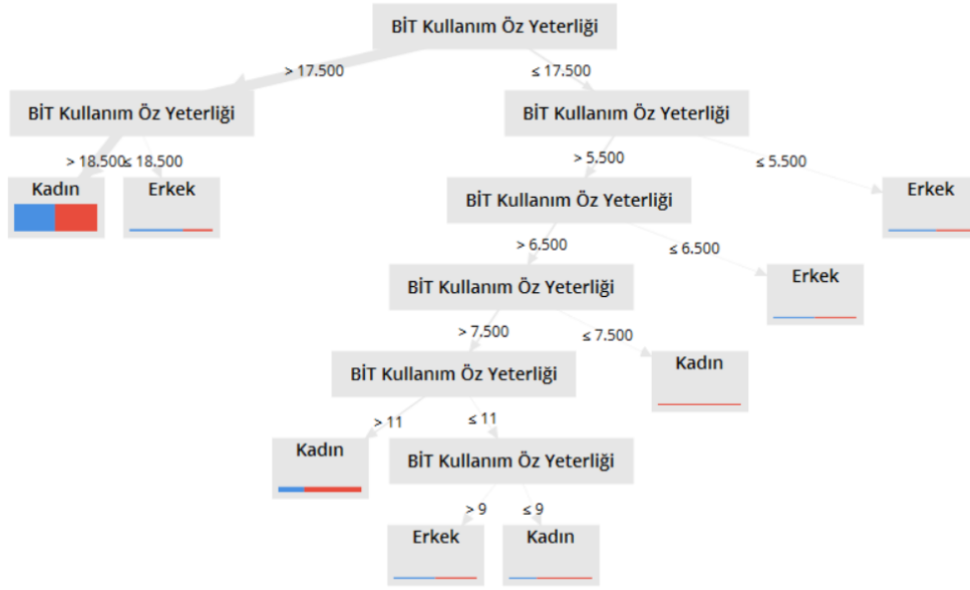 BİT Kullanım Öz Yeterliği
> 17.500
≤ 17.500
BİT Kullanım Öz Yeterliği
BİT Kullanım Öz Yeterliği
> 18.500
≤ 18.500
> 5.500
≤ 5.500
Kadın
Erkek
BİT Kullanım Öz Yeterliği
Erkek
> 6.500
≤ 6.500
BİT Kullanım Öz Yeterliği
Erkek
> 7.500
≤ 7.500
BİT Kullanım Öz Yeterliği
Kadın
> 11
≤ 11
Kadın
BİT Kullanım Öz Yeterliği
> 9
≤ 9
Erkek
Kadın